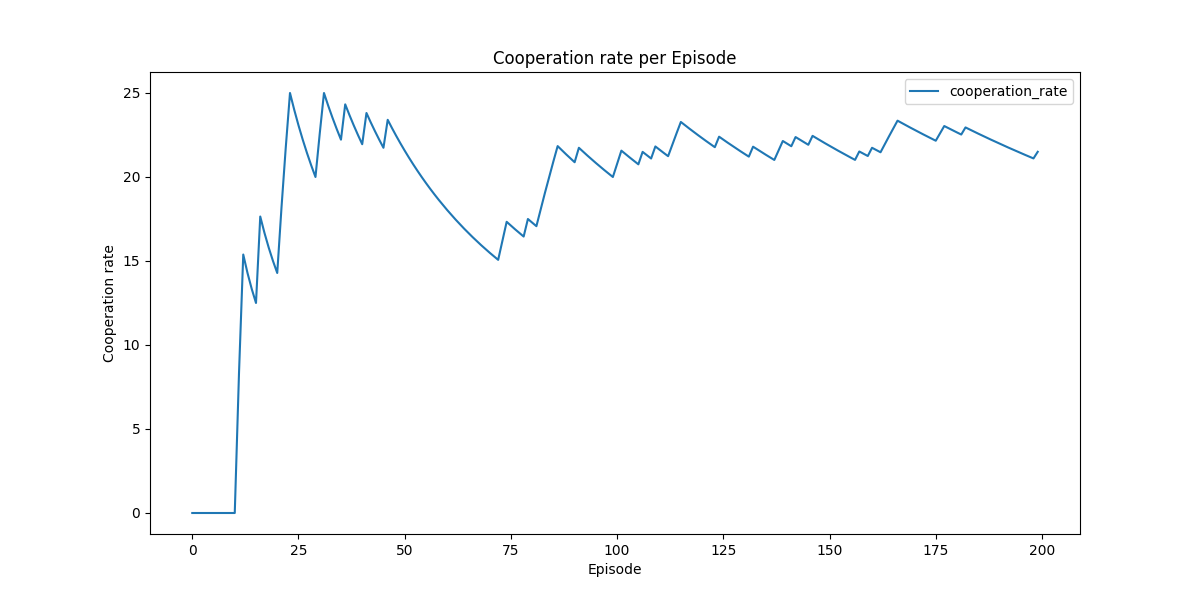 Cooperation rate per Episode
cooperation_rate
Cooperation rate
25
20
15
10
5
0
0 25 50 75 100 125 150 175 200
Episode